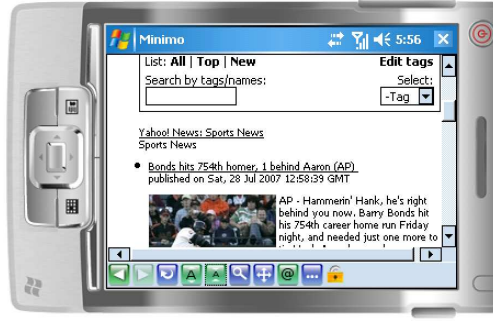 Minimo 5:56
List: All | Top | New Edit tags
Search by tags/names: Select:
-Tag
Yahoo! News: Sports News
Sports News
Bonds hits 754th homer, 1 behind Aaron (AP)
published on Sat, 28 Jul 2007 12:58:39 GMT
AP - Hammerin' Hank, he's right
behind you now. Barry Bonds hit
his 754th career home run Friday
night, and needed just one more to
A A @ ...